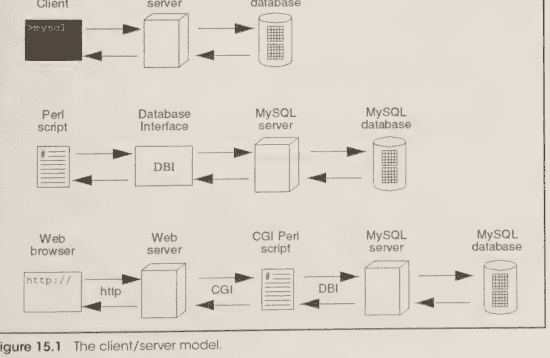 Client server database
>mysql
Perl Database MySQL MySQL
script Interface server database
#
DBI
Web Web CGI Perl MySQL MySQL
browser server script server database
http:// #
http CGI DBI
igure 15.1 The client/server model.